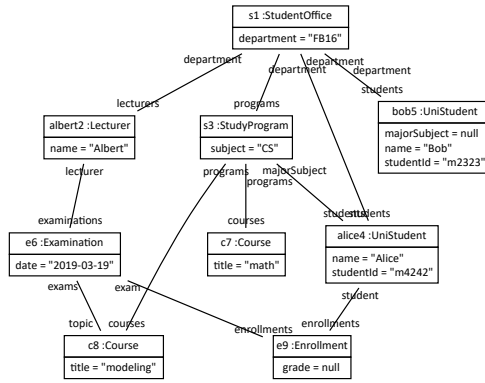 s1 :StudentOffice
department = "FB16"
department
department
department
department
lecturers
programs
students
albert2 :Lecturer
name = "Albert"
s3 :StudyProgram
subject = "CS"
bob5 :UniStudent
majorSubject = null
name = "Bob"
studentId = "m2323"
lecturer
programs
majorSubject
programs
examinations
courses
students
students
e6 :Examination
date = "2019-03-19"
c7 :Course
title = "math"
alice4 :UniStudent
name = "Alice"
studentId = "m4242"
exams
exam
student
topic
courses
enrollments
enrollments
c8 :Course
title = "modeling"
e9 :Enrollment
grade = null